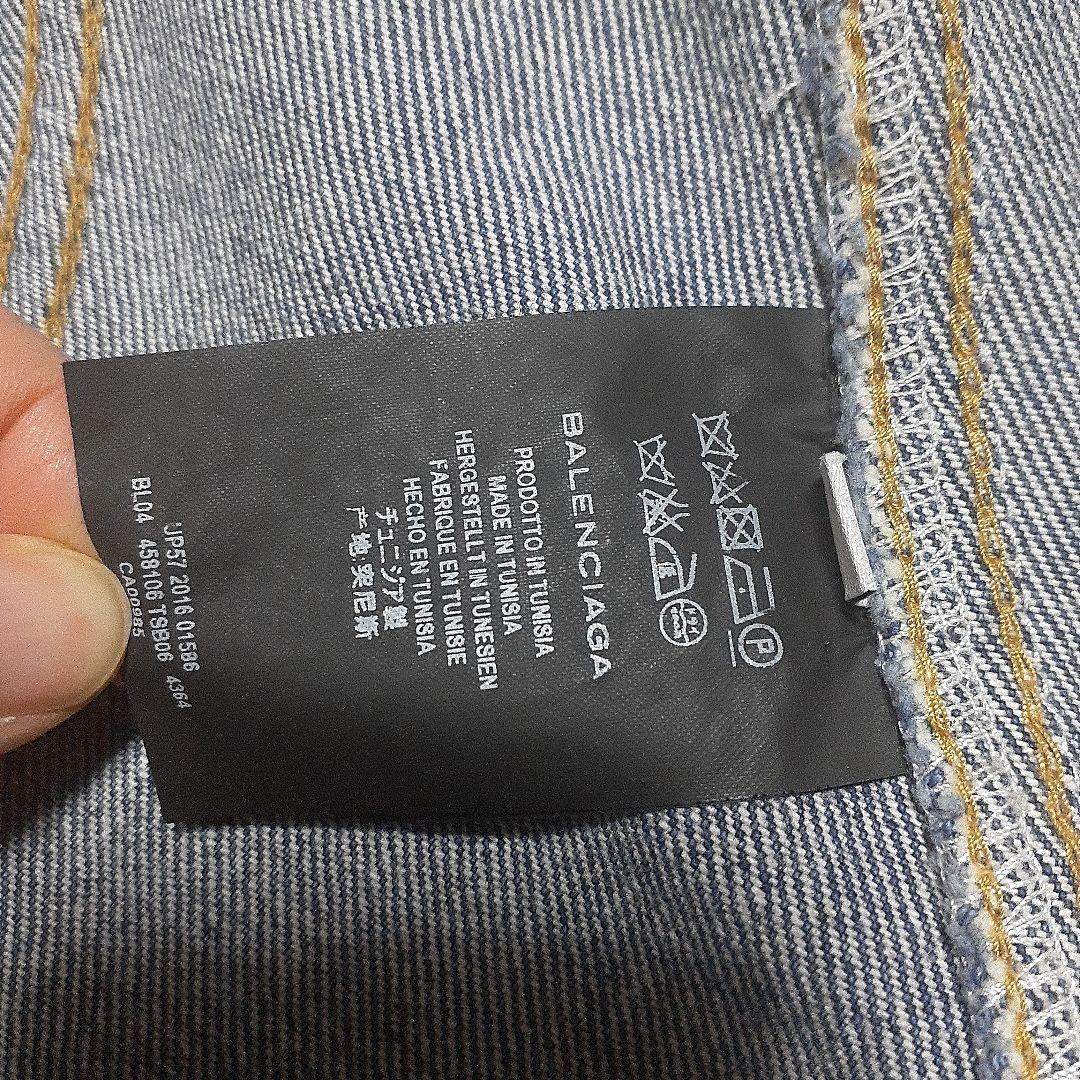 P
BALENCIAGA
PRODOTTO IN TUNISIA
MADE IN TUNISIA
HERGESTELLT IN TUNESIEN
FABRIQUE EN TUNISIE
HECHO EN TUNISIA
チュニジア製
产地:突尼斯
UP57 2016 01586
BL04 458106 TSB06 4364
CA00985